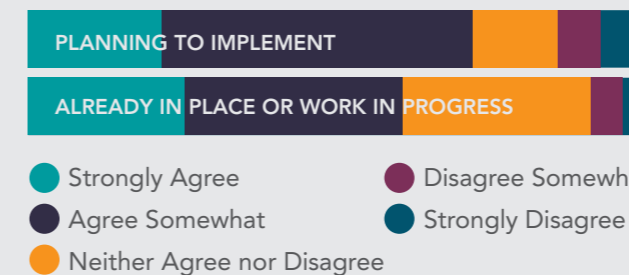 PLANNING TO IMPLEMENT
ALREADY IN PLACE OR WORK IN PROGRESS
Strongly Agree
Agree Somewhat
Neither Agree nor Disagree
Disagree Somewh
Strongly Disagree